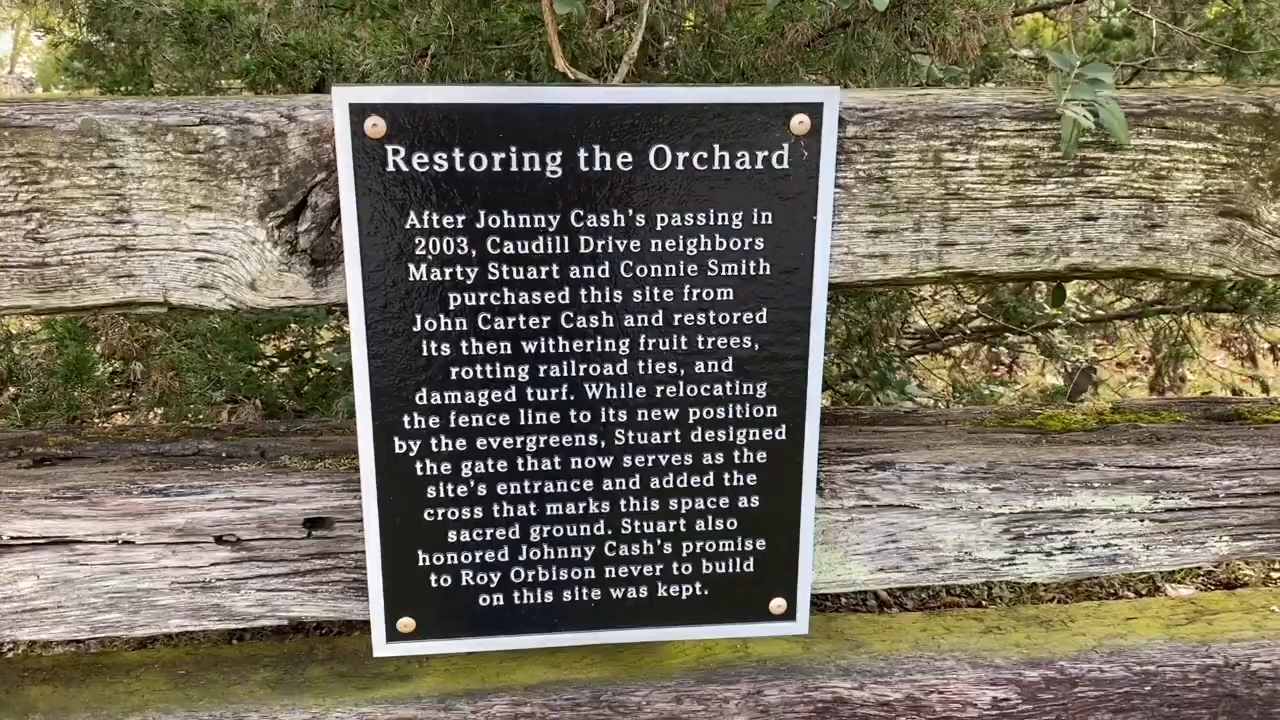 Restoring the Orchard
After Johnny Cash's passing in
2003, Caudill Drive neighbors
Marty Stuart and Connie Smith
purchased this site from
John Carter Cash and restored
its then withering fruit trees,
rotting railroad ties, and
damaged turf. While relocating
the fence line to its new position
by the evergreens, Stuart designed
the gate that now serves as the
site's entrance and added the
cross that marks this space as
sacred ground. Stuart also
honored Johnny Cash's promise
to Roy Orbison never to build
on this site was kept.